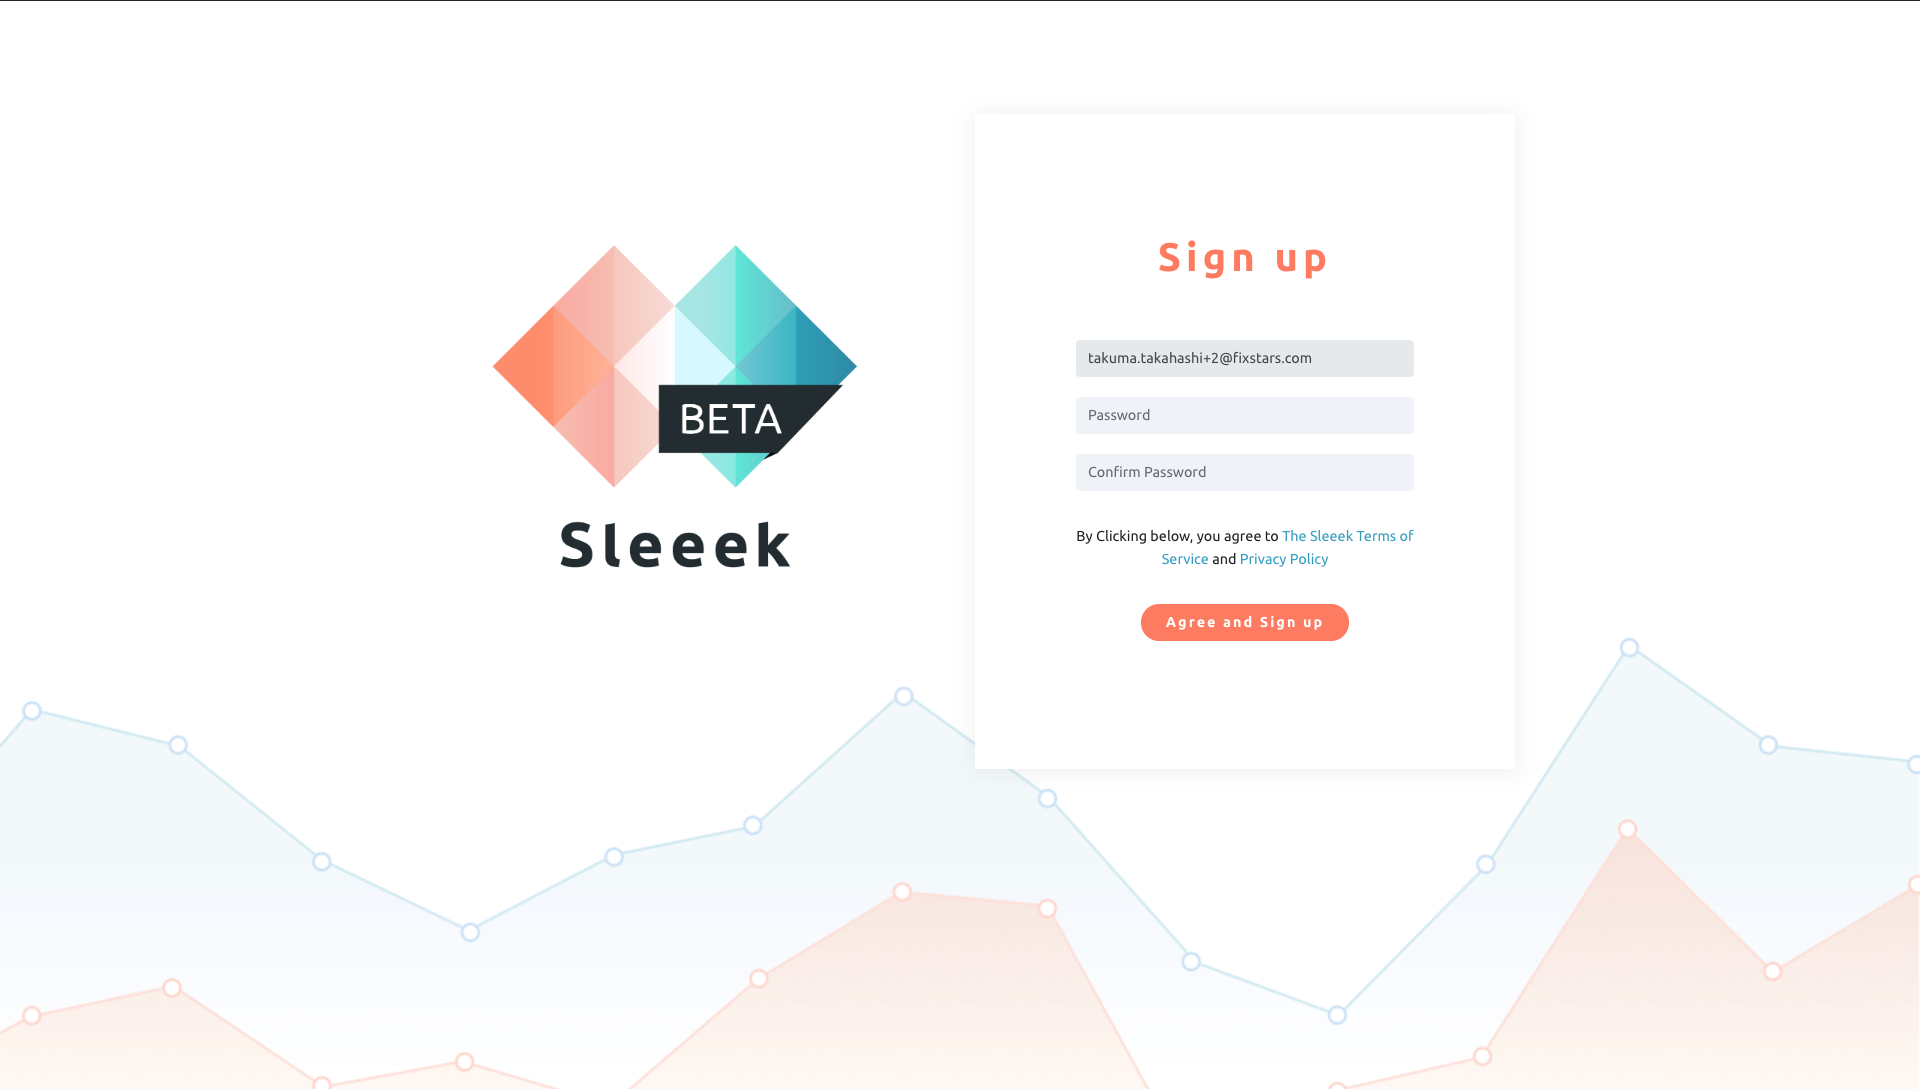 BETA
Sleeek
Sign up
takuma.takahashi+2@fixstars.com
Password
Confirm Password
By Clicking below, you agree to The Sleeek Terms of
Service and Privacy Policy
Agree and Sign up